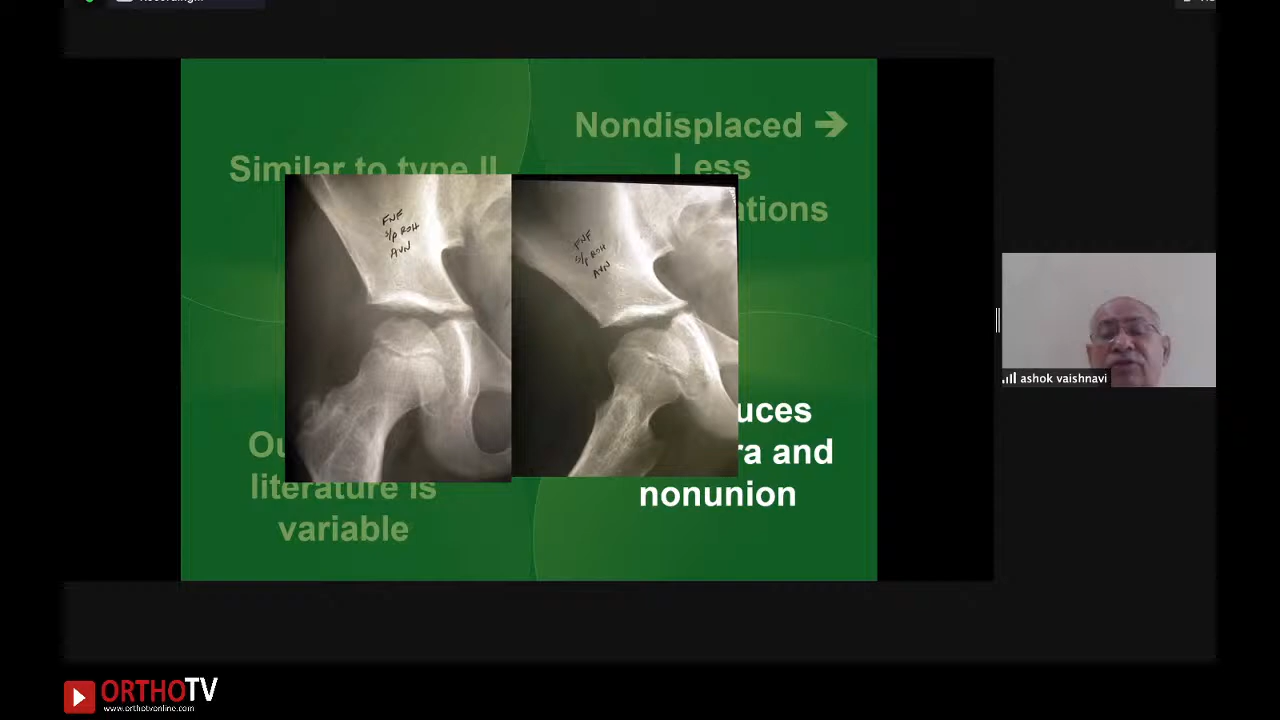 Nondisplaced ➔
Similar to type II
Less
ations
FNF
S/p ROH
AVN
FNF
S/p ROH
AVN
uces
ra and
nonunion
Ou
literature is
variable
ashok vaishnavi
ORTHOTV
www.orthotvonline.com